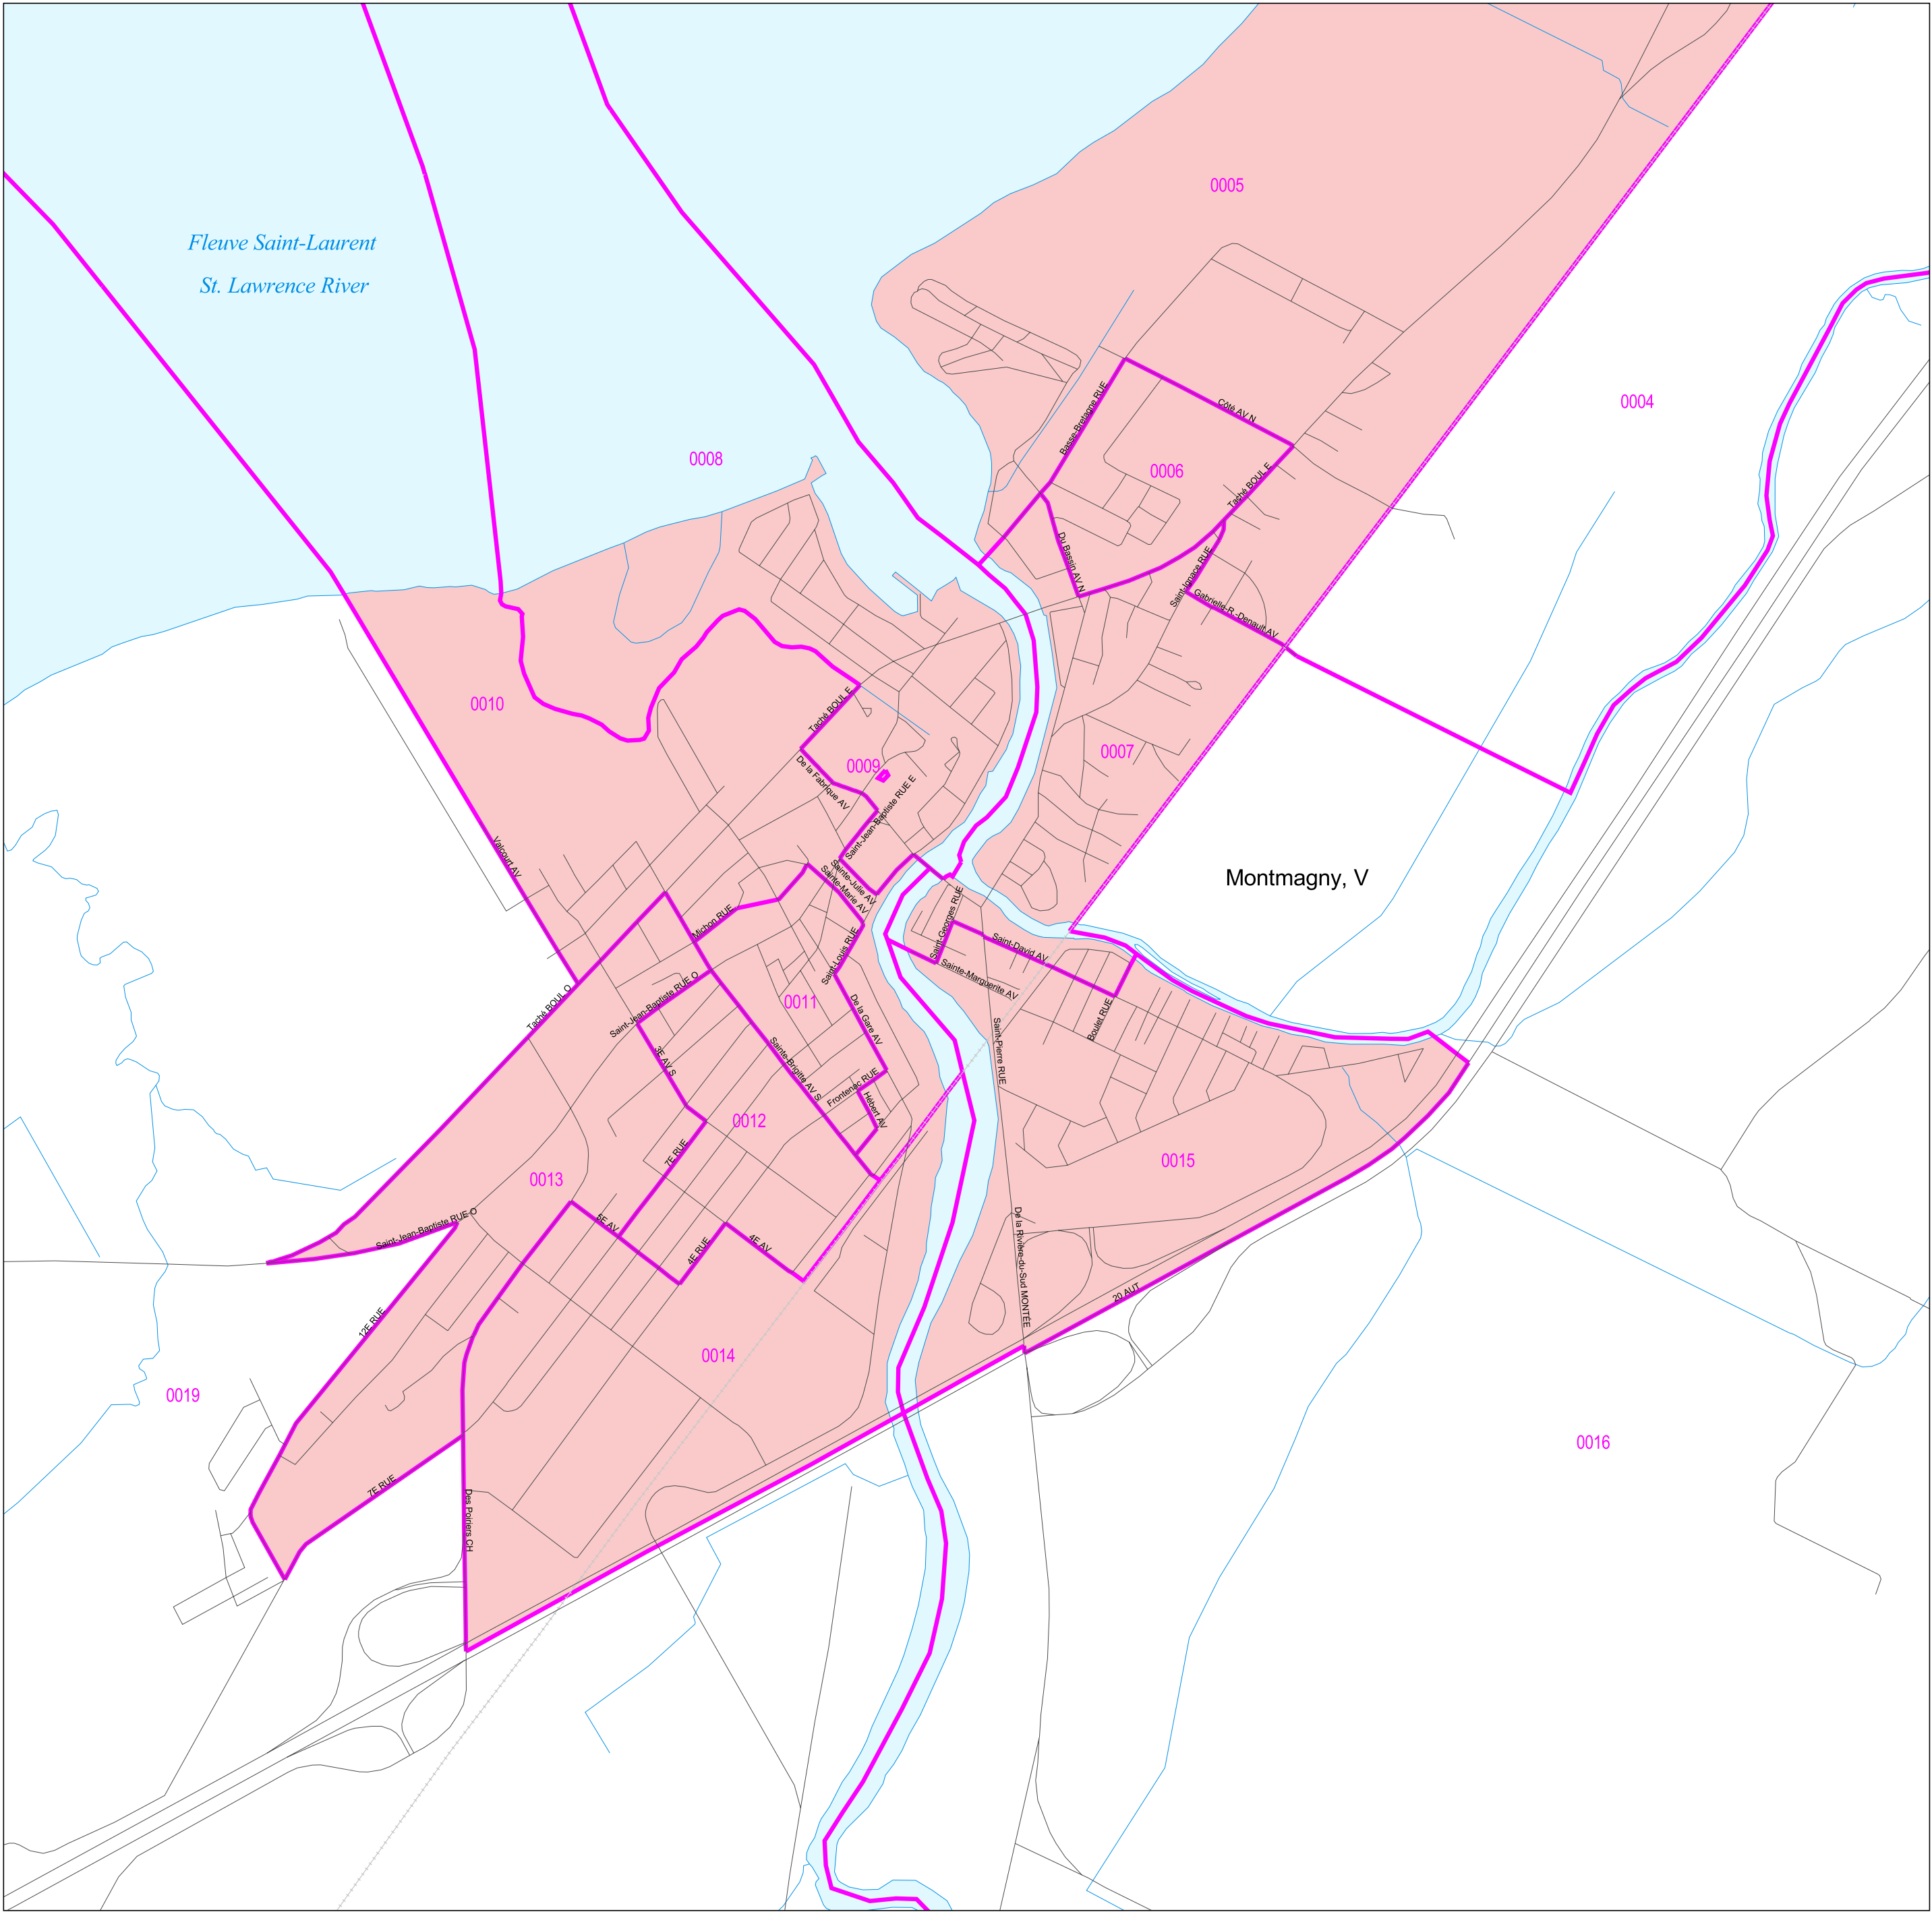 0005
Fleuve Saint-Laurent
St. Lawrence River
0004
Côté AV N
Basse-Bretagne RUE
0008
0006
Taché BOUL E
Du Bassin AV N
Saint-Ignace RUE
Gabrielle-R.-Denault AV
0010
Taché BOUL E
0007
0009
De la Fabrique AV
Saint-Jean-Baptiste RUE E
Valcourt AV
Sainte-Julie AV
Sainte-Marie AV
Montmagny, V
Michon RUE
Saint-Georges RUE
Saint-David AV
Saint-Louis RUE
Sainte-Marguerite AV
Saint-Jean-Baptiste RUE O
0011
Taché BOUL O
De la Gare AV
Boulet RUE
Saint-Pierre RUE
3E AV S
Sainte-Brigitte AV S
Frontenac RUE
Hébert AV
0012
7E RUE
0015
0013
Saint-Jean-Baptiste RUE O
5E AV
4E RUE
4E AV
De la Rivière-du-Sud MONTÉE
20 AUT
12E RUE
0014
0019
0016
7E RUE
Des Poiriers CH